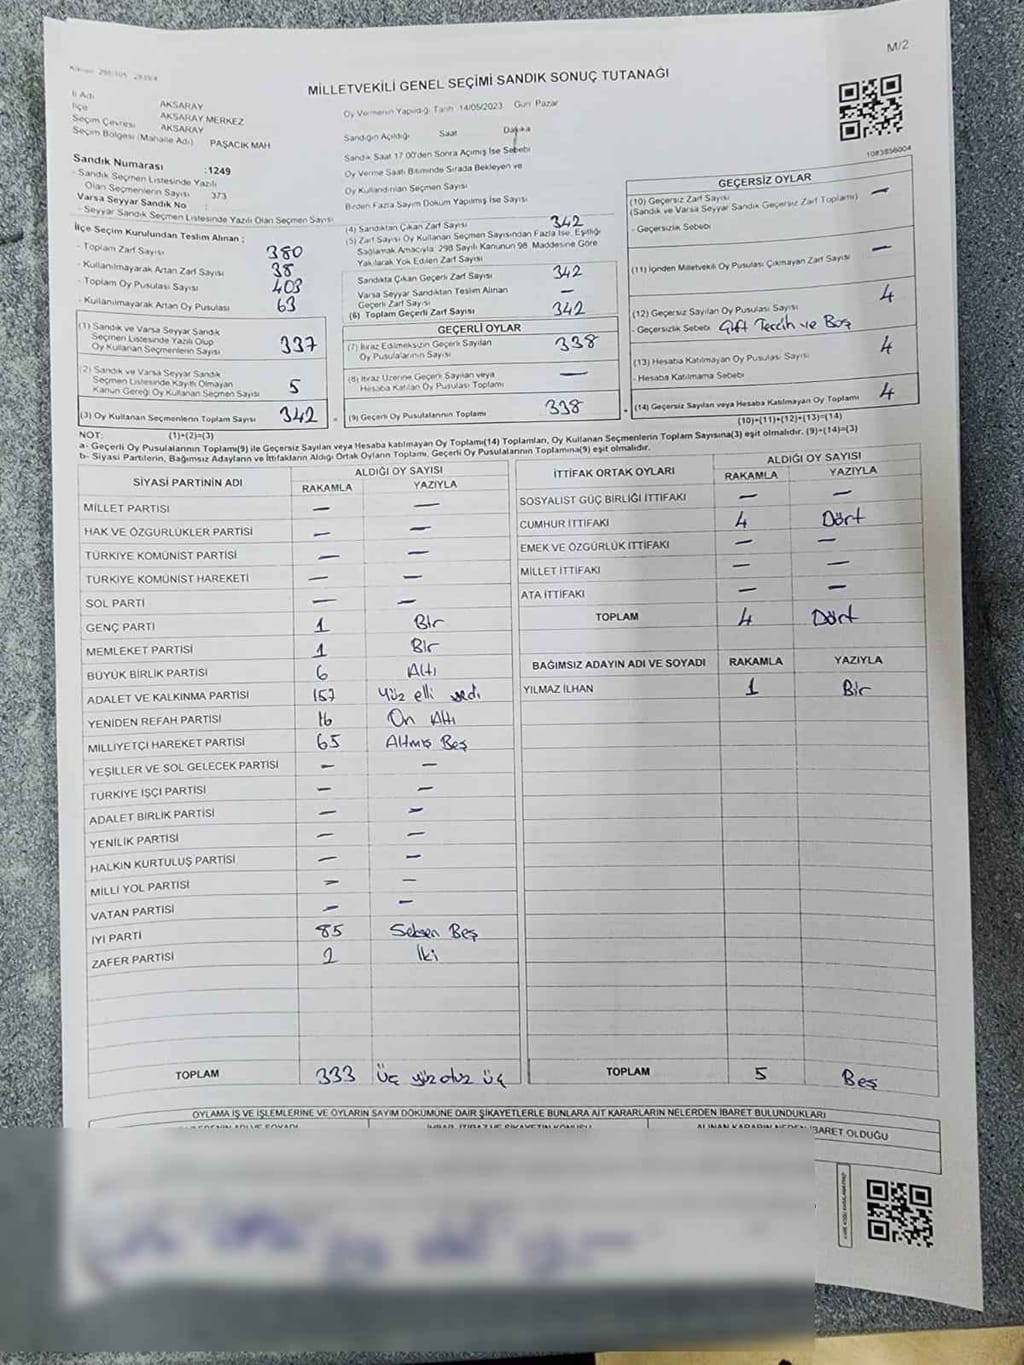 M/2
MİLLETVEKİLİ GENEL SEÇİMİ SANDIK SONUÇ TUTANAĞI
İl Adı AKSARAY
İlçe AKSARAY MERKEZ
Seçim Çevresi AKSARAY
Seçim Bölgesi (Mahalle Adı) PAŞACIK MAH
Sandık Numarası :1249
- Sandık Seçmen Listesinde Yazılı
Olan Seçmenlerin Sayısı 373
Varsa Seyyar Sandık No :
- Seyyar Sandık Seçmen Listesinde Yazılı Olan Seçmen Sayısı
Oy Vermenin Yapıldığı Tarih 14/05/2023 Gün Pazar
Sandığın Açıldığı Saat Dakika
Sandık Saat 17 00'den Sonra Açımış İse Sebebi
Oy Verme Saati Bitiminde Sırada Bekleyen ve
Oy Kullandırılan Seçmen Sayısı
Birden Fazla Sayım Döküm Yapılmış İse Sayısı
1083856004
İlçe Seçim Kurulundan Teslim Alınan ;
- Toplam Zarf Sayısı 380
- Kullanılmayarak Artan Zarf Sayısı 38
- Toplam Oy Pusulası Sayısı 403
- Kullanılmayarak Artan Oy Pusulası 63
(1) Sandık ve Varsa Seyyar Sandık
Seçmen Listesinde Yazılı Olup
Oy Kullanan Seçmenlerin Sayısı 337
(2) Sandık ve Varsa Seyyar Sandık
Seçmen Listesinde Kayıtlı Olmayan
Kanun Gereği Oy Kullanan Seçmen Sayısı 5
(3) Oy Kullanan Seçmenlerin Toplam Sayısı 342
(1)+(2)=(3)
(4) Sandıktan Çıkan Zarf Sayısı 342
(5) Zarf Sayısı Oy Kullanan Seçmen Sayısından Fazla İse, Eşitliği
Sağlamak Amacıyla 298 Sayılı Kanunun 98. Maddesine Göre
Yakılarak Yok Edilen Zarf Sayısı
Sandıkta Çıkan Geçerli Zarf Sayısı 342
Varsa Seyyar Sandıktan Teslim Alınan
Geçerli Zarf Sayısı —
(6) Toplam Geçerli Zarf Sayısı 342
GEÇERLİ OYLAR
(7) İtiraz Edilmeksizin Geçerli Sayılan
Oy Pusulalarının Sayısı 338
(8) İtiraz Üzerine Geçerli Sayılan veya
Hesaba Katılan Oy Pusulası Toplamı —
= (9) Geçerli Oy Pusulalarının Toplamı 338
GEÇERSİZ OYLAR
(10) Geçersiz Zarf Sayısı —
(Sandık ve Varsa Seyyar Sandık Geçersiz Zarf Toplamı)
- Geçersizlik Sebebi
(11) İçinden Milletvekili Oy Pusulası Çıkmayan Zarf Sayısı —
(12) Geçersiz Sayılan Oy Pusulası Sayısı 4
- Geçersizlik Sebebi Çift Tercih ve Boş
(13) Hesaba Katılmayan Oy Pusulası Sayısı 4
- Hesaba Katılmama Sebebi
+ (14) Geçersiz Sayılan veya Hesaba Katılmayan Oy Toplamı 4
(10)+(11)+(12)+(13)=(14)
NOT:
a- Geçerli Oy Pusulalarının Toplamı(9) ile Geçersiz Sayılan veya Hesaba katılmayan Oy Toplamı(14) Toplamları, Oy Kullanan Seçmenlerin Toplam Sayısına(3) eşit olmalıdır. (9)+(14)=(3)
b- Siyasi Partilerin, Bağımsız Adayların ve İttifakların Aldığı Ortak Oyların Toplamı, Geçerli Oy Pusulalarının Toplamına(9) eşit olmalıdır.
SİYASİ PARTİNİN ADI ALDIĞI OY SAYISI
RAKAMLA YAZIYLA
MİLLET PARTİSİ — —
HAK VE ÖZGÜRLÜKLER PARTİSİ — —
TÜRKİYE KOMÜNİST PARTİSİ — —
TÜRKİYE KOMÜNİST HAREKETİ — —
SOL PARTİ — —
GENÇ PARTİ 1 Bir
MEMLEKET PARTİSİ 1 Bir
BÜYÜK BİRLİK PARTİSİ 6 Altı
ADALET VE KALKINMA PARTİSİ 157 Yüz elli yedi
YENİDEN REFAH PARTİSİ 16 On Altı
MİLLİYETÇİ HAREKET PARTİSİ 65 Altmış Beş
YEŞİLLER VE SOL GELECEK PARTİSİ — —
TÜRKİYE İŞÇİ PARTİSİ — —
ADALET BİRLİK PARTİSİ — —
YENİLİK PARTİSİ — —
HALKIN KURTULUŞ PARTİSİ — —
MİLLİ YOL PARTİSİ — —
VATAN PARTİSİ — —
İYİ PARTİ 85 Seksen Beş
ZAFER PARTİSİ 2 İki
TOPLAM 333 üç yüz otuz üç
İTTİFAK ORTAK OYLARI ALDIĞI OY SAYISI
RAKAMLA YAZIYLA
SOSYALİST GÜÇ BİRLİĞİ İTTİFAKI — —
CUMHUR İTTİFAKI 4 Dört
EMEK VE ÖZGÜRLÜK İTTİFAKI — —
MİLLET İTTİFAKI — —
ATA İTTİFAKI — —
TOPLAM 4 Dört
BAĞIMSIZ ADAYIN ADI VE SOYADI RAKAMLA YAZIYLA
YILMAZ İLHAN 1 Bir
TOPLAM 5 Beş
OYLAMA İŞ VE İŞLEMLERİNE VE OYLARIN SAYIM DÖKÜMÜNE DAİR ŞİKAYETLERLE BUNLARA AİT KARARLARIN NELERDEN İBARET BULUNDUKLARI
ALINAN KARARIN NEDEN İBARET OLDUĞU